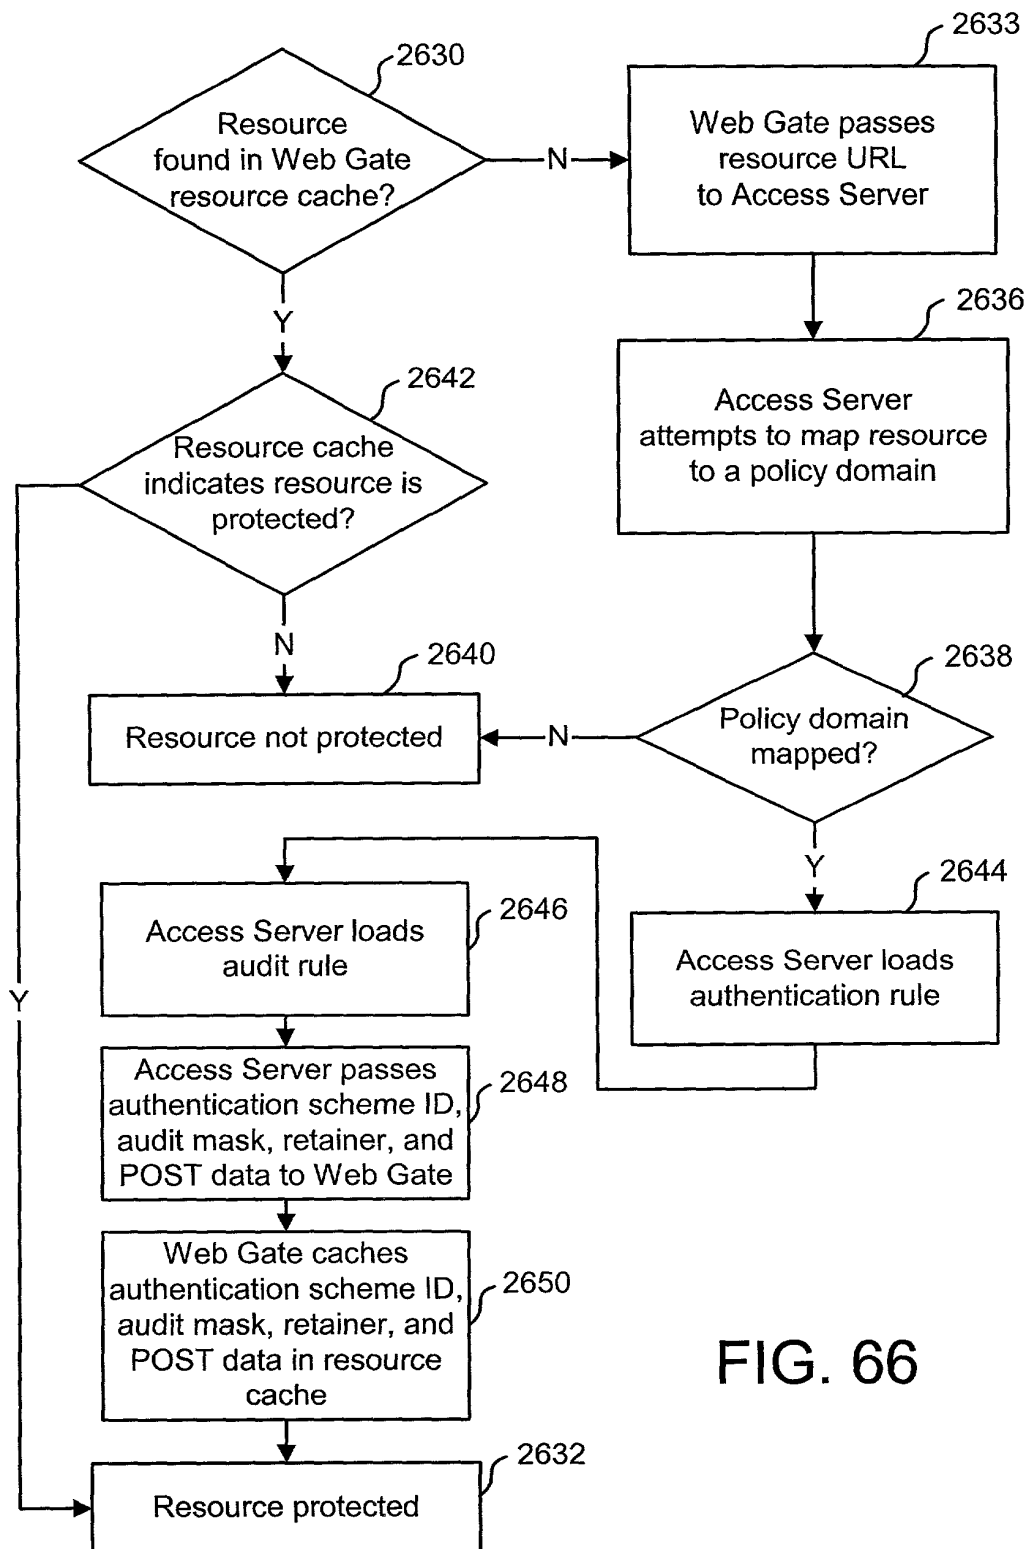 2630
Resource
found in Web Gate
resource cache?
N
2633
Web Gate passes
resource URL
to Access Server
Y
2636
Access Server
attempts to map resource
to a policy domain
2642
Resource cache
indicates resource is
protected?
N
2640
Resource not protected
2638
Policy domain
mapped?
N
Y
2644
Access Server loads
authentication rule
2646
Access Server loads
audit rule
Y
2648
Access Server passes
authentication scheme ID,
audit mask, retainer, and
POST data to Web Gate
2650
Web Gate caches
authentication scheme ID,
audit mask, retainer, and
POST data in resource
cache
2632
Resource protected
FIG. 66